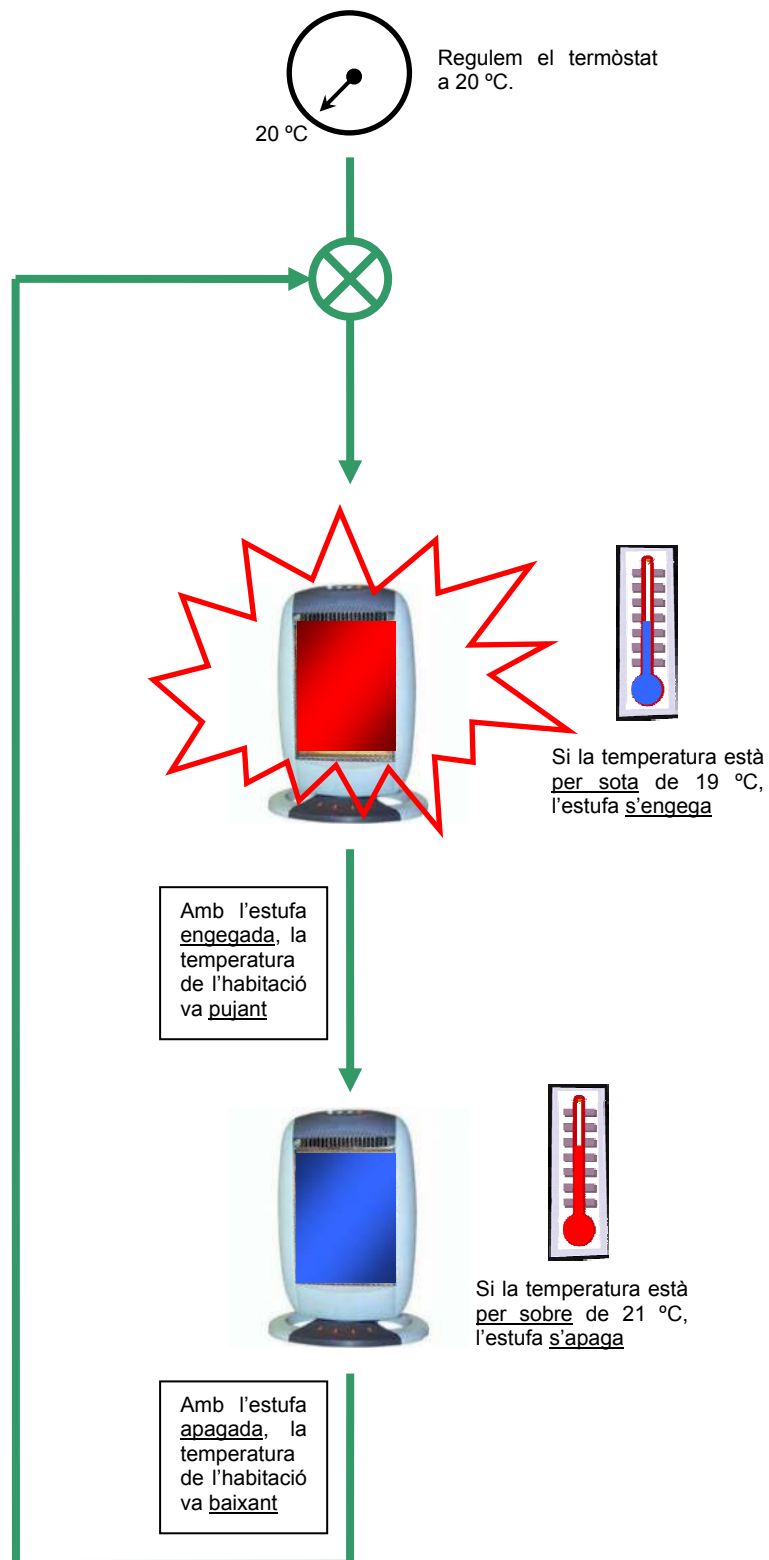 Regulem el termòstat
a 20 ºC.
20 ºC
Si la temperatura està
per sota de 19 ºC,
l’estufa s’engega
Amb l’estufa
engegada, la
temperatura
de l’habitació
va pujant
Si la temperatura està
per sobre de 21 ºC,
l’estufa s’apaga
Amb l’estufa
apagada, la
temperatura
de l’habitació
va baixant